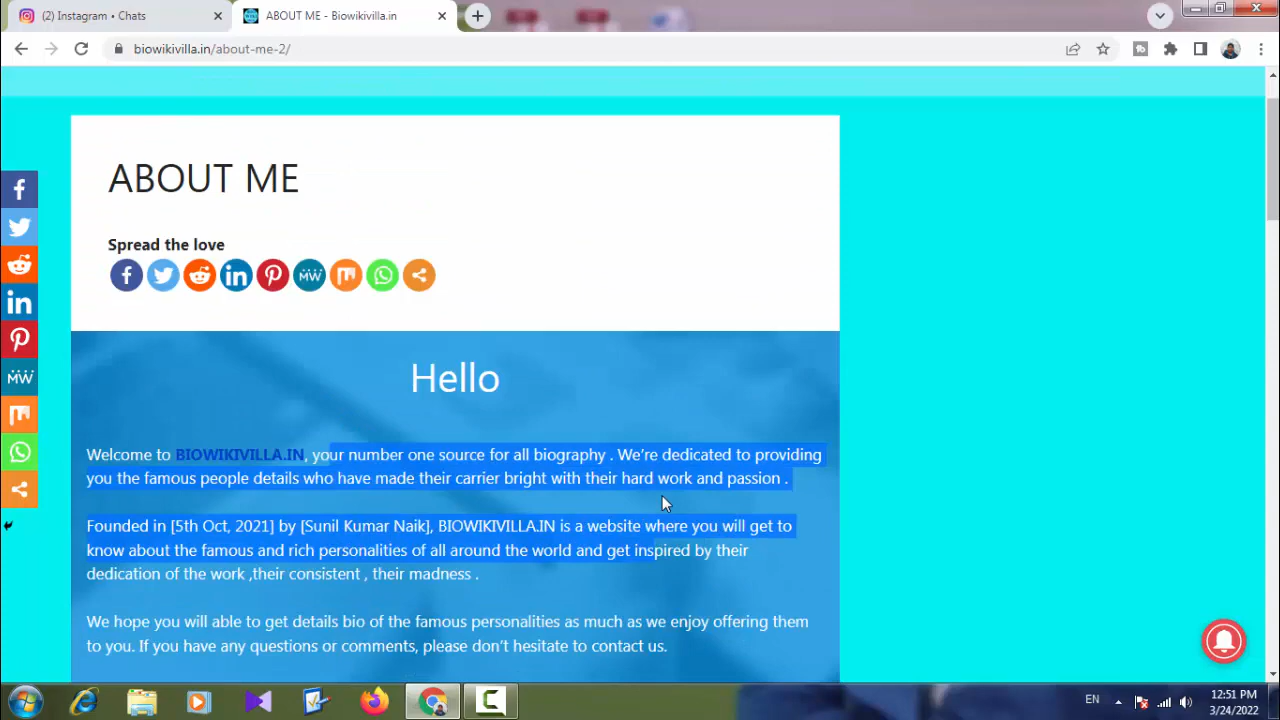 (2) Instagram • Chats
ABOUT ME - Biowikivilla.in
biowikivilla.in/about-me-2/
ABOUT ME
Spread the love
MW
Hello
MW
Welcome to BIOWIKIVILLA.IN, your number one source for all biography . We're dedicated to providing
you the famous people details who have made their carrier bright with their hard work and passion .
Founded in [5th Oct, 2021] by [Sunil Kumar Naik], BIOWIKIVILLA.IN is a website where you will get to
know about the famous and rich personalities of all around the world and get inspired by their
dedication of the work ,their consistent , their madness .
We hope you will able to get details bio of the famous personalities as much as we enjoy offering them
to you. If you have any questions or comments, please don't hesitate to contact us.
EN
12:51 PM
3/24/2022